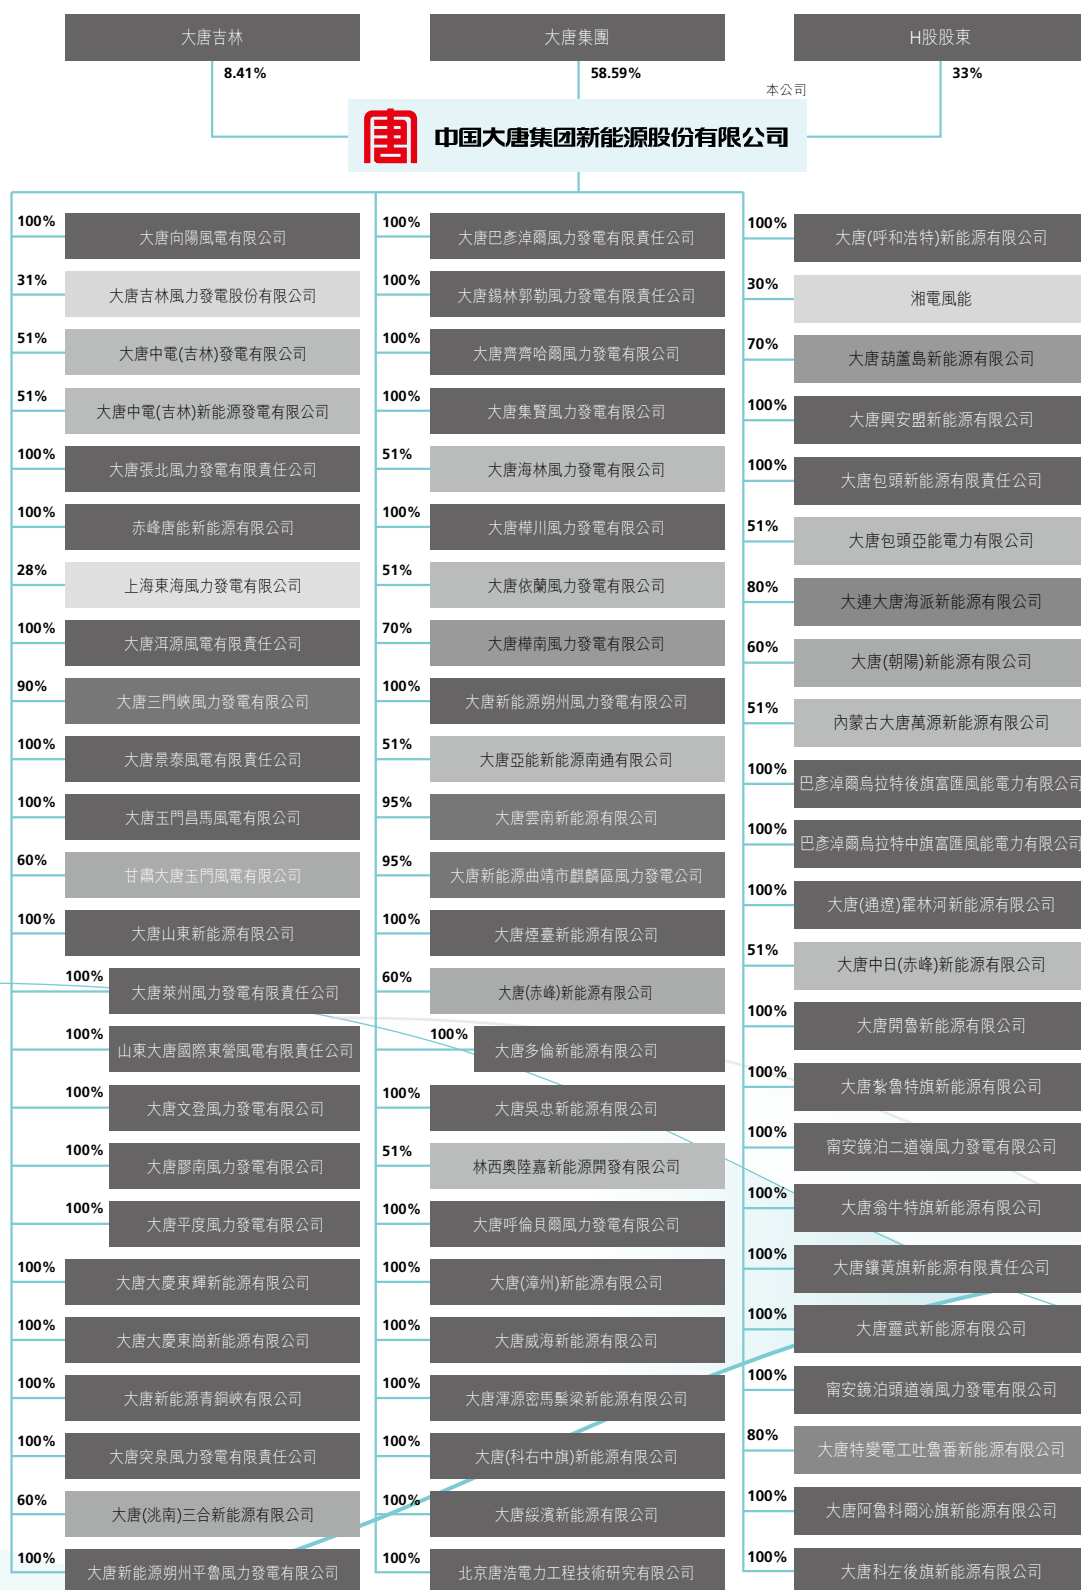 大唐吉林
大唐集團
H股股東
8.41%
58.59%
33%
本公司
中国大唐集团新能源股份有限公司
100%
大唐向陽風電有限公司
31%
大唐吉林風力發電股份有限公司
51%
大唐中電(吉林)發電有限公司
51%
大唐中電(吉林)新能源發電有限公司
100%
大唐張北風力發電有限責任公司
100%
赤峰唐能新能源有限公司
28%
上海東海風力發電有限公司
100%
大唐洱源風電有限責任公司
90%
大唐三門峽風力發電有限公司
100%
大唐景泰風電有限責任公司
100%
大唐玉門昌馬風電有限公司
60%
甘肅大唐玉門風電有限公司
100%
大唐山東新能源有限公司
100%
大唐萊州風力發電有限責任公司
100%
山東大唐國際東營風電有限責任公司
100%
大唐文登風力發電有限公司
100%
大唐膠南風力發電有限公司
100%
大唐平度風力發電有限公司
100%
大唐大慶東輝新能源有限公司
100%
大唐大慶東崗新能源有限公司
100%
大唐新能源青銅峽有限公司
100%
大唐突泉風力發電有限責任公司
60%
大唐(洮南)三合新能源有限公司
100%
大唐新能源朔州平魯風力發電有限公司
100%
大唐巴彥淖爾風力發電有限責任公司
100%
大唐錫林郭勒風力發電有限責任公司
100%
大唐齊齊哈爾風力發電有限公司
100%
大唐集賢風力發電有限公司
51%
大唐海林風力發電有限公司
100%
大唐樺川風力發電有限公司
51%
大唐依蘭風力發電有限公司
70%
大唐樺南風力發電有限公司
100%
大唐新能源朔州風力發電有限公司
51%
大唐亞能新能源南通有限公司
95%
大唐雲南新能源有限公司
95%
大唐新能源曲靖市麒麟區風力發電公司
100%
大唐煙臺新能源有限公司
60%
大唐(赤峰)新能源有限公司
100%
大唐多倫新能源有限公司
100%
大唐吳忠新能源有限公司
51%
林西奧陸嘉新能源開發有限公司
100%
大唐呼倫貝爾風力發電有限公司
100%
大唐(漳州)新能源有限公司
100%
大唐威海新能源有限公司
100%
大唐渾源密馬鬃梁新能源有限公司
100%
大唐(科右中旗)新能源有限公司
100%
大唐綏濱新能源有限公司
100%
北京唐浩電力工程技術研究有限公司
100%
大唐(呼和浩特)新能源有限公司
30%
湘電風能
70%
大唐葫蘆島新能源有限公司
100%
大唐興安盟新能源有限公司
100%
大唐包頭新能源有限責任公司
51%
大唐包頭亞能電力有限公司
80%
大連大唐海派新能源有限公司
60%
大唐(朝陽)新能源有限公司
51%
內蒙古大唐萬源新能源有限公司
100%
巴彥淖爾烏拉特後旗富匯風能電力有限公司
100%
巴彥淖爾烏拉特中旗富匯風能電力有限公司
100%
大唐(通遼)霍林河新能源有限公司
51%
大唐中日(赤峰)新能源有限公司
100%
大唐開魯新能源有限公司
100%
大唐紮魯特旗新能源有限公司
100%
甯安鏡泊二道嶺風力發電有限公司
100%
大唐翁牛特旗新能源有限公司
100%
大唐鑲黃旗新能源有限責任公司
100%
大唐靈武新能源有限公司
100%
甯安鏡泊頭道嶺風力發電有限公司
80%
大唐特變電工吐魯番新能源有限公司
100%
大唐阿魯科爾沁旗新能源有限公司
100%
大唐科左後旗新能源有限公司